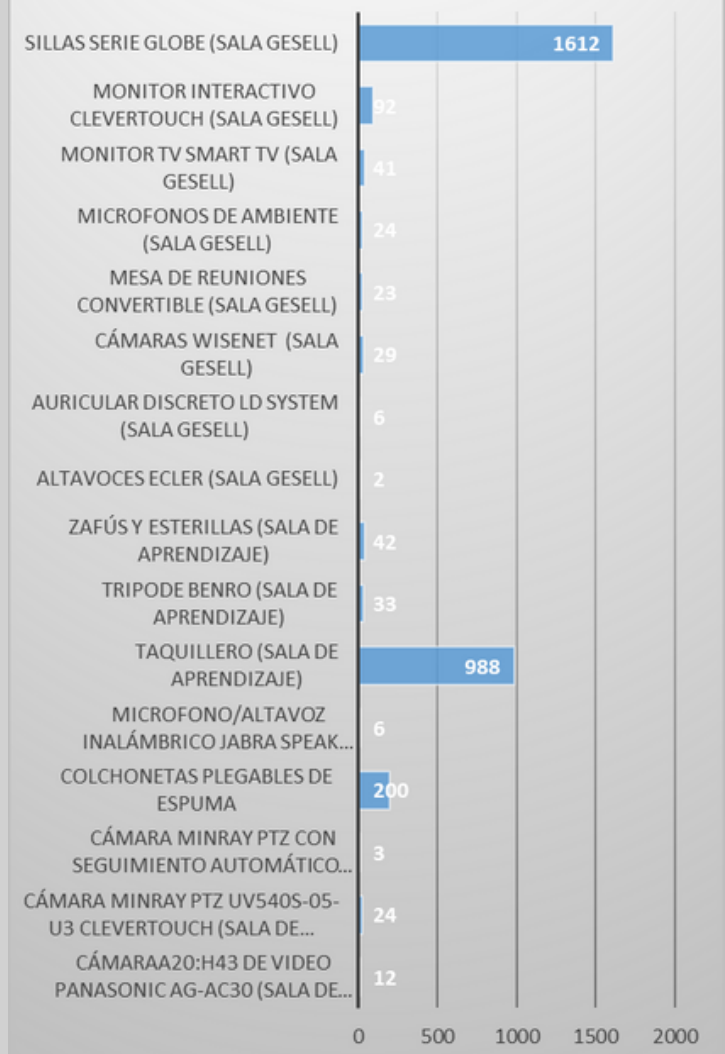 SILLAS SERIE GLOBE (SALA GESELL)
1612
MONITOR INTERACTIVO
CLEVERTOUCH (SALA GESELL)
92
MONITOR TV SMART TV (SALA
GESELL)
41
MICROFONOS DE AMBIENTE
(SALA GESELL)
24
MESA DE REUNIONES
CONVERTIBLE (SALA GESELL)
23
CÁMARAS WISENET (SALA
GESELL)
29
AURICULAR DISCRETO LD SYSTEM
(SALA GESELL)
6
ALTAVOCES ECLER (SALA GESELL)
2
ZAFÚS Y ESTERILLAS (SALA DE
APRENDIZAJE)
42
TRIPODE BENRO (SALA DE
APRENDIZAJE)
33
TAQUILLERO (SALA DE
APRENDIZAJE)
988
MICROFONO/ALTAVOZ
INALÁMBRICO JABRA SPEAK...
6
COLCHONETAS PLEGABLES DE
ESPUMA
200
CÁMARA MINRAY PTZ CON
SEGUIMIENTO AUTOMÁTICO...
3
CÁMARA MINRAY PTZ UV540S-05-
U3 CLEVERTOUCH (SALA DE...
24
CÁMARAA20:H43 DE VIDEO
PANASONIC AG-AC30 (SALA DE...
12
0 500 1000 1500 2000